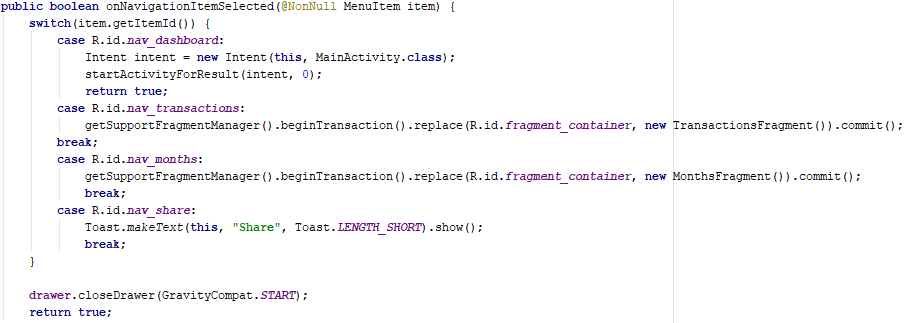 public boolean onNavigationItemSelected(@NonNull MenuItem item) {
    switch(item.getItemId()) {
        case R.id.nav_dashboard:
            Intent intent = new Intent(this, MainActivity.class);
            startActivityForResult(intent, 0);
            return true;
        case R.id.nav_transactions:
            getSupportFragmentManager().beginTransaction().replace(R.id.fragment_container, new TransactionsFragment()).commit();
        break;
        case R.id.nav_months:
            getSupportFragmentManager().beginTransaction().replace(R.id.fragment_container, new MonthsFragment()).commit();
            break;
        case R.id.nav_share:
            Toast.makeText(this, "Share", Toast.LENGTH_SHORT).show();
            break;
    }

    drawer.closeDrawer(GravityCompat.START);
    return true;